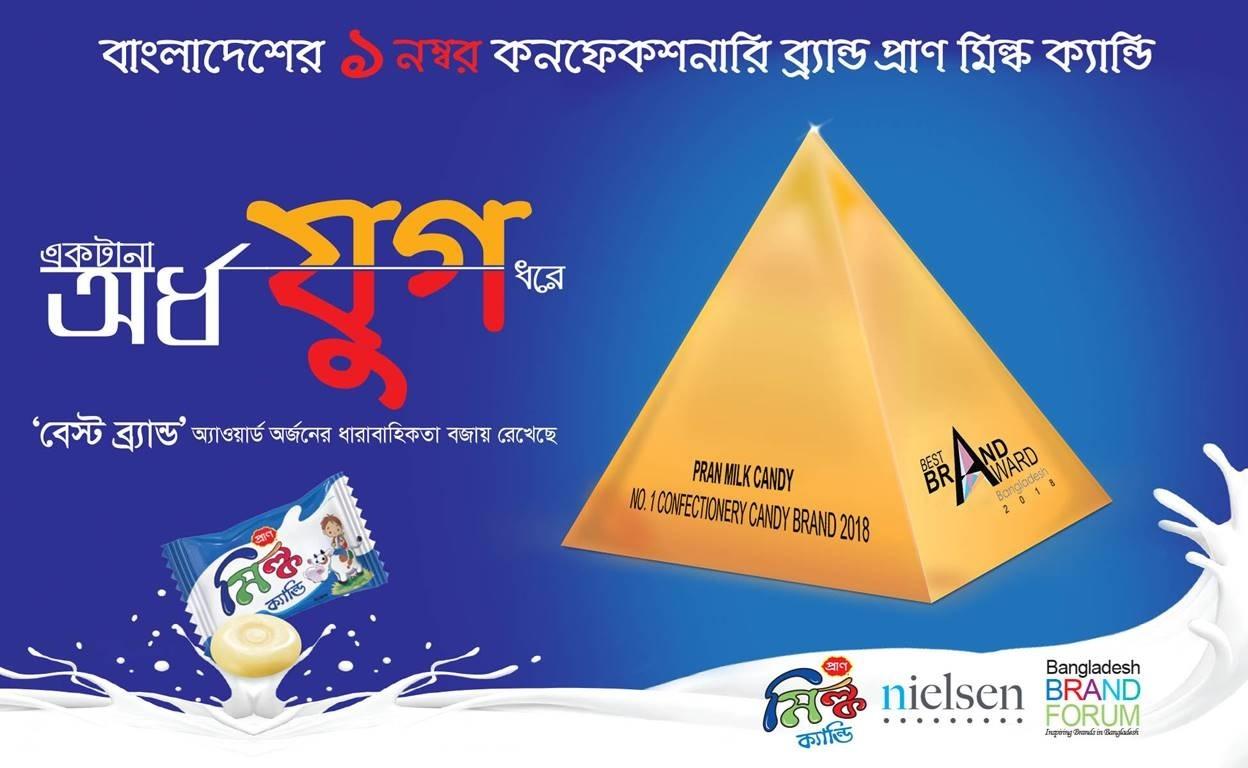 বাংলাদেশের ১ নম্বর কনফেকশনারি ব্র্যান্ড প্রাণ মিল্ক ক্যান্ডি
একটানা
অর্ধ যুগ ধরে
'বেস্ট ব্র্যান্ড' অ্যাওয়ার্ড অর্জনের ধারাবাহিকতা বজায় রেখেছে
PRAN MILK CANDY
NO. 1 CONFECTIONERY CANDY BRAND 2018
BEST
BRAND
AWARD
Bangladesh
2018
প্রাণ
মিল্ক
ক্যান্ডি
প্রাণ
মিল্ক
ক্যান্ডি
nielsen
Bangladesh
BRAND
FORUM
Inspiring Brands in Bangladesh